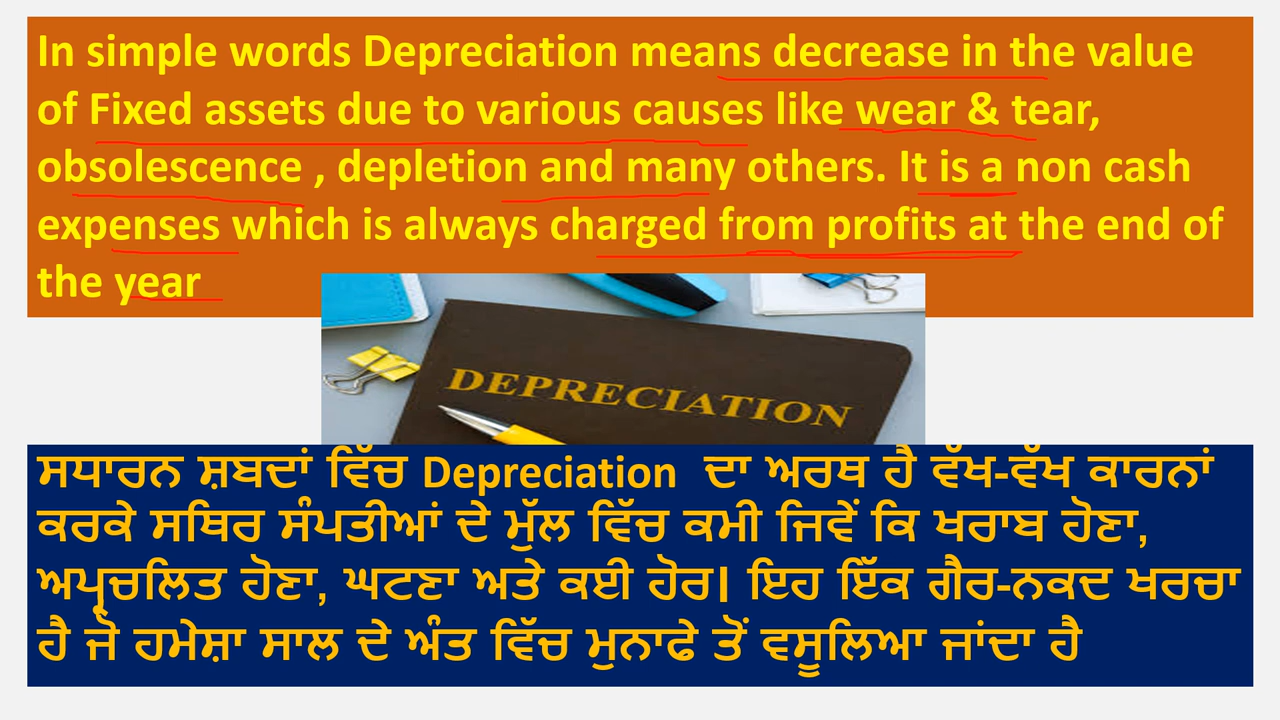 In simple words Depreciation means decrease in the value
of Fixed assets due to various causes like wear & tear,
obsolescence , depletion and many others. It is a non cash
expenses which is always charged from profits at the end of
the year
DEPRECIATION
ਸਧਾਰਨ ਸ਼ਬਦਾਂ ਵਿੱਚ Depreciation ਦਾ ਅਰਥ ਹੈ ਵੱਖ-ਵੱਖ ਕਾਰਨਾਂ
ਕਰਕੇ ਸਥਿਰ ਸੰਪਤੀਆਂ ਦੇ ਮੁੱਲ ਵਿੱਚ ਕਮੀ ਜਿਵੇਂ ਕਿ ਖਰਾਬ ਹੋਣਾ,
ਅਪ੍ਰਚਲਿਤ ਹੋਣਾ, ਘਟਣਾ ਅਤੇ ਕਈ ਹੋਰ। ਇਹ ਇੱਕ ਗੈਰ-ਨਕਦ ਖਰਚਾ
ਹੈ ਜੋ ਹਮੇਸ਼ਾ ਸਾਲ ਦੇ ਅੰਤ ਵਿੱਚ ਮੁਨਾਫੇ ਤੋਂ ਵਸੂਲਿਆ ਜਾਂਦਾ ਹੈ